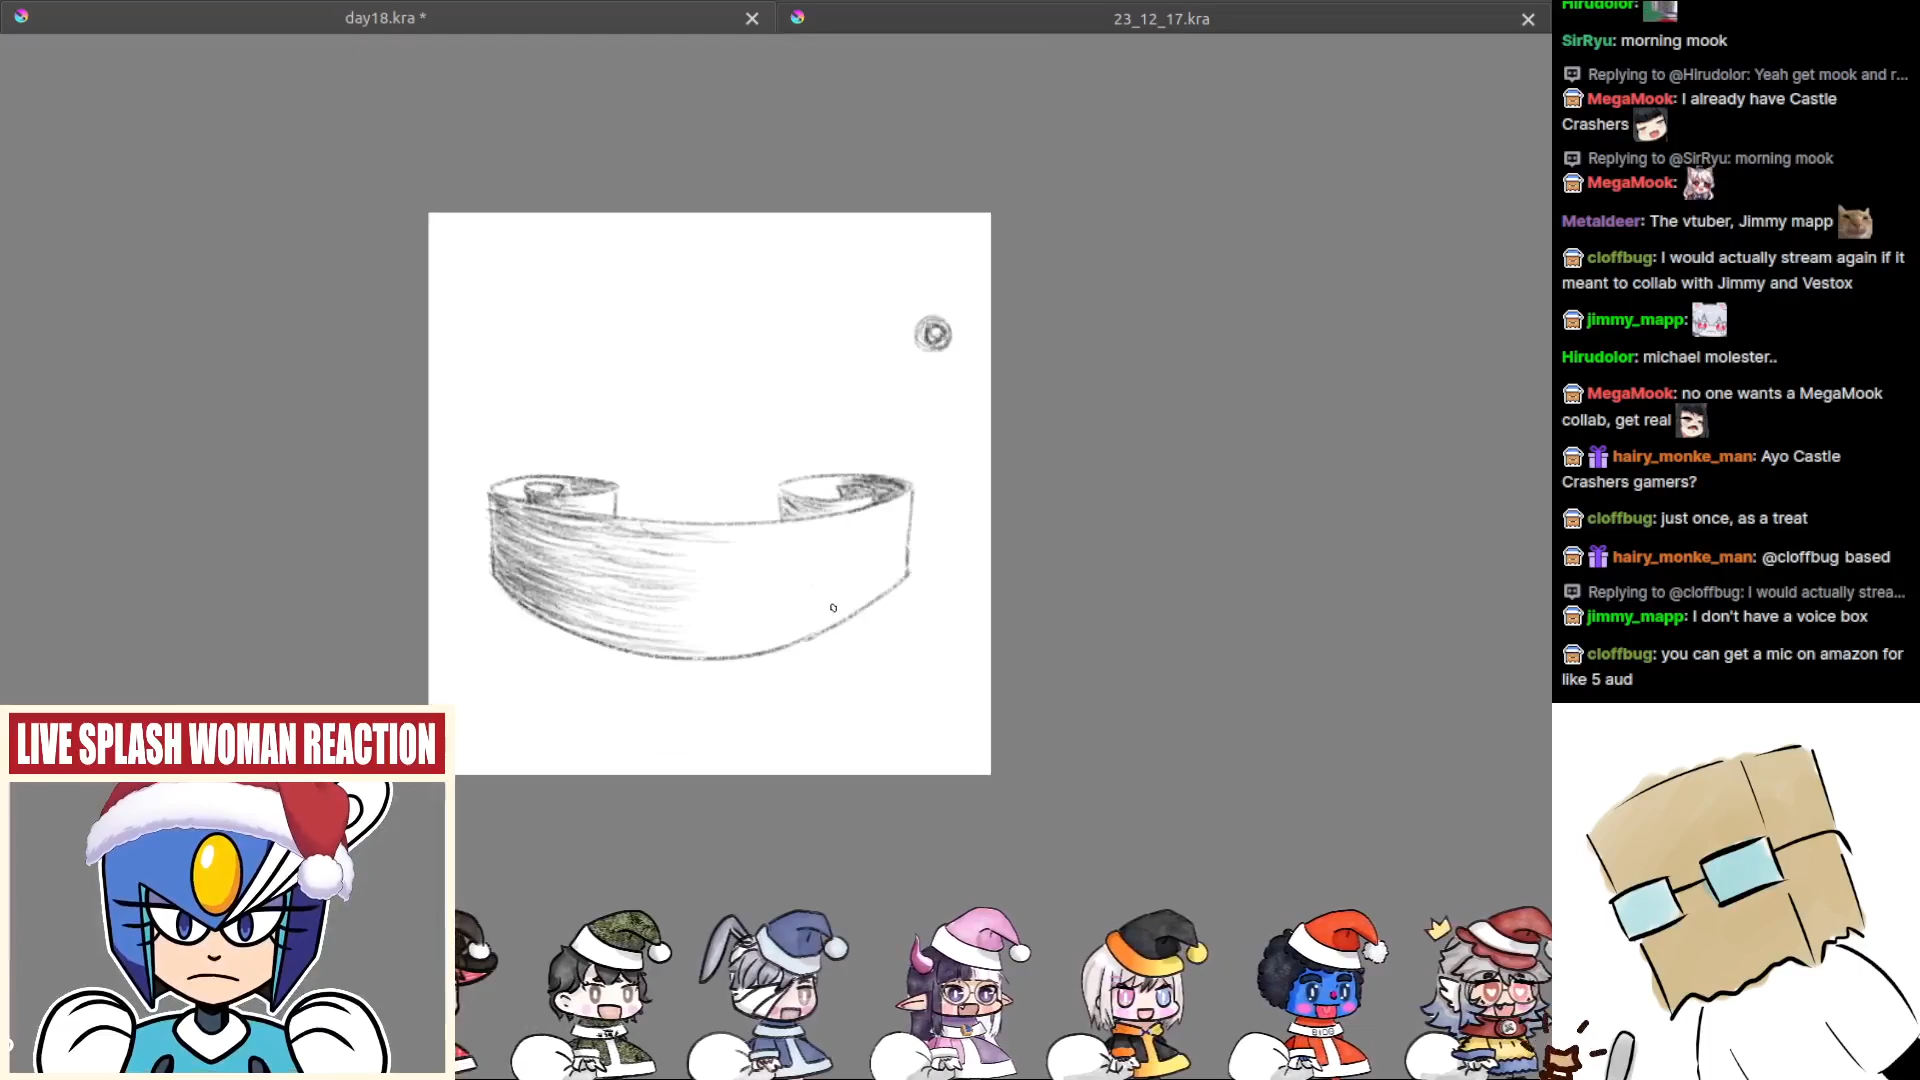 day18.kra *
23_12_17.kra
Hirudolor:
SirRyu: morning mook
Replying to @Hirudolor: Yeah get mook and r...
MegaMook: I already have Castle
Crashers
Replying to @SirRyu: morning mook
MegaMook:
Metaldeer: The vtuber, Jimmy mapp
cloffbug: I would actually stream again if it
meant to collab with Jimmy and Vestox
jimmy_mapp:
Hirudolor: michael molester..
MegaMook: no one wants a MegaMook
collab, get real
hairy_monke_man: Ayo Castle
Crashers gamers?
cloffbug: just once, as a treat
hairy_monke_man: @cloffbug based
Replying to @cloffbug: I would actually strea...
jimmy_mapp: I don't have a voice box
cloffbug: you can get a mic on amazon for
like 5 aud
LIVE SPLASH WOMAN REACTION